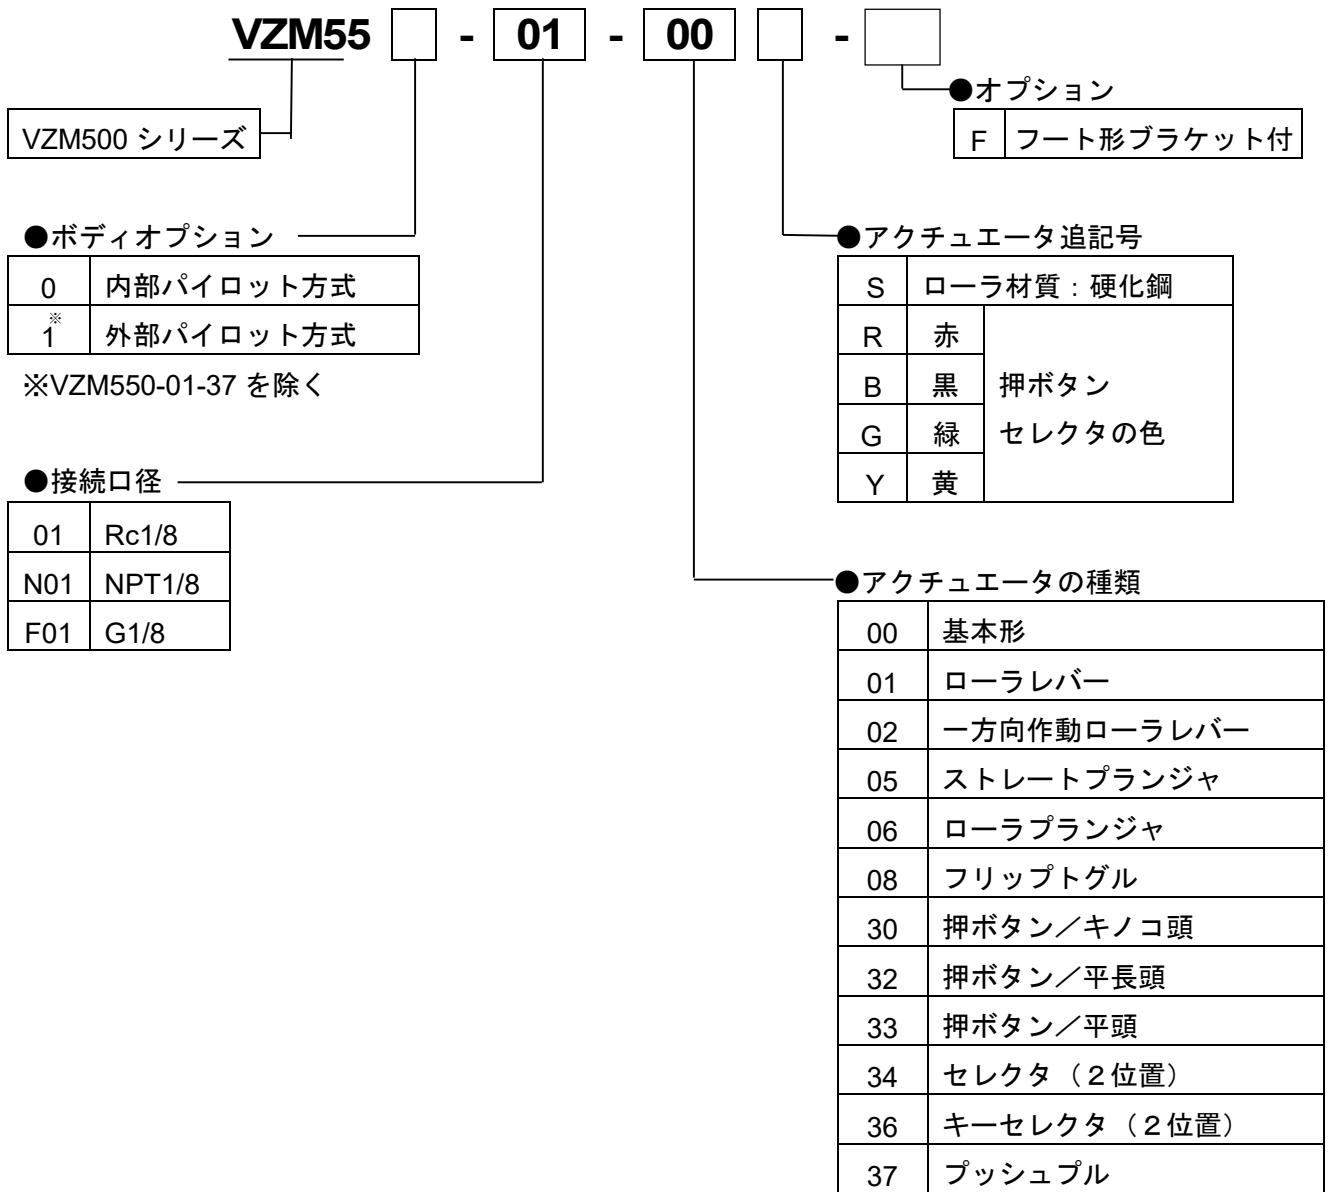 VZM55 - 01 - 00 -
●オプション
F フート形ブラケット付
VZM500 シリーズ
●ボディオプション
0 内部パイロット方式
1※ 外部パイロット方式
※VZM550-01-37 を除く
●接続口径
01 Rc1/8
N01 NPT1/8
F01 G1/8
●アクチュエータ追記号
S ローラ材質：硬化鋼
R 赤
B 黒 押ボタン
G 緑 セレクタの色
Y 黄
●アクチュエータの種類
00 基本形
01 ローラレバー
02 一方向作動ローラレバー
05 ストレートプランジャ
06 ローラプランジャ
08 フリップトグル
30 押ボタン／キノコ頭
32 押ボタン／平長頭
33 押ボタン／平頭
34 セレクタ（２位置）
36 キーセレクタ（２位置）
37 プッシュプル